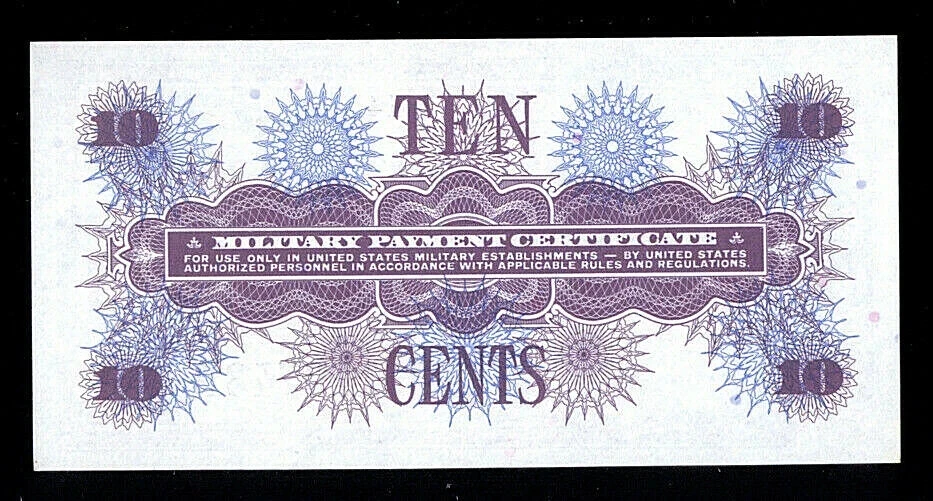 10 TEN 10
MILITARY PAYMENT CERTIFICATE
FOR USE ONLY IN UNITED STATES MILITARY ESTABLISHMENTS — BY UNITED STATES
AUTHORIZED PERSONNEL IN ACCORDANCE WITH APPLICABLE RULES AND REGULATIONS.
10 CENTS 10